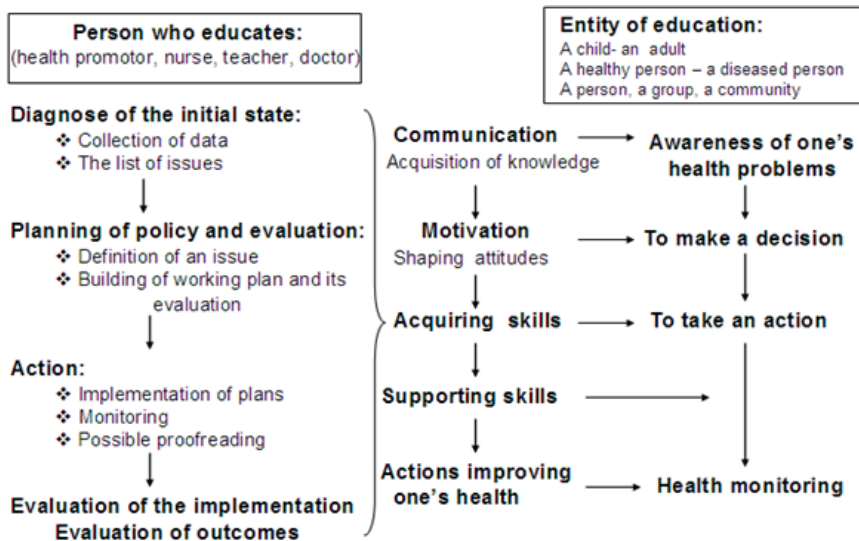 Person who educates:
(health promotor, nurse, teacher, doctor)
Entity of education:
A child- an adult
A healthy person – a diseased person
A person, a group, a community
Diagnose of the initial state:
❖ Collection of data
❖ The list of issues
Planning of policy and evaluation:
❖ Definition of an issue
❖ Building of working plan and its
evaluation
Action:
❖ Implementation of plans
❖ Monitoring
❖ Possible proofreading
Evaluation of the implementation
Evaluation of outcomes
Communication
Acquisition of knowledge
Motivation
Shaping attitudes
Acquiring skills
Supporting skills
Actions improving
one's health
Awareness of one's
health problems
To make a decision
To take an action
Health monitoring